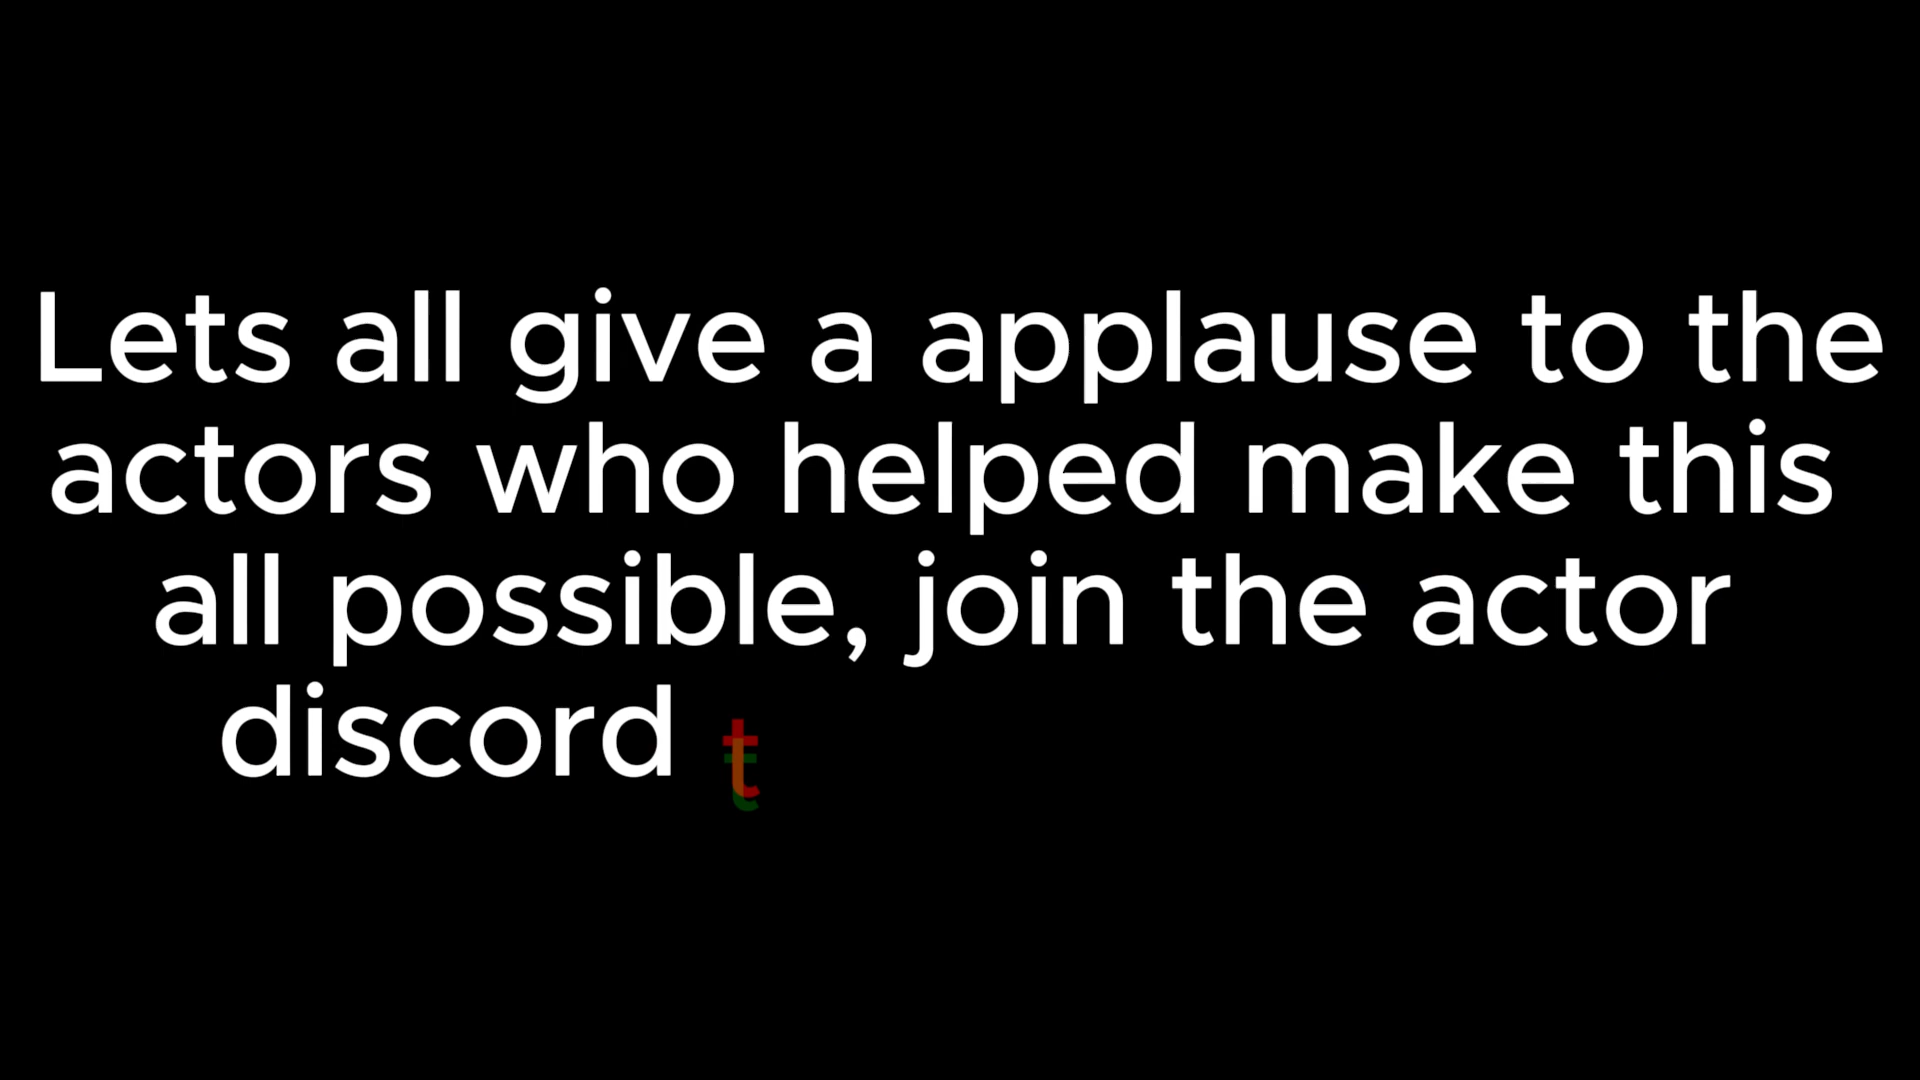 Lets all give a applause to the
actors who helped make this
all possible, join the actor
discord t